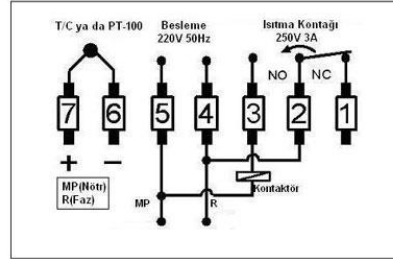 T/C ya da PT-100
Besleme
220V 50Hz
Isıtma Kontağı
250V 3A
NO
NC
7
6
5
4
3
2
1
+
−
MP(Nötr)
R(Faz)
MP
R
Kontaktör